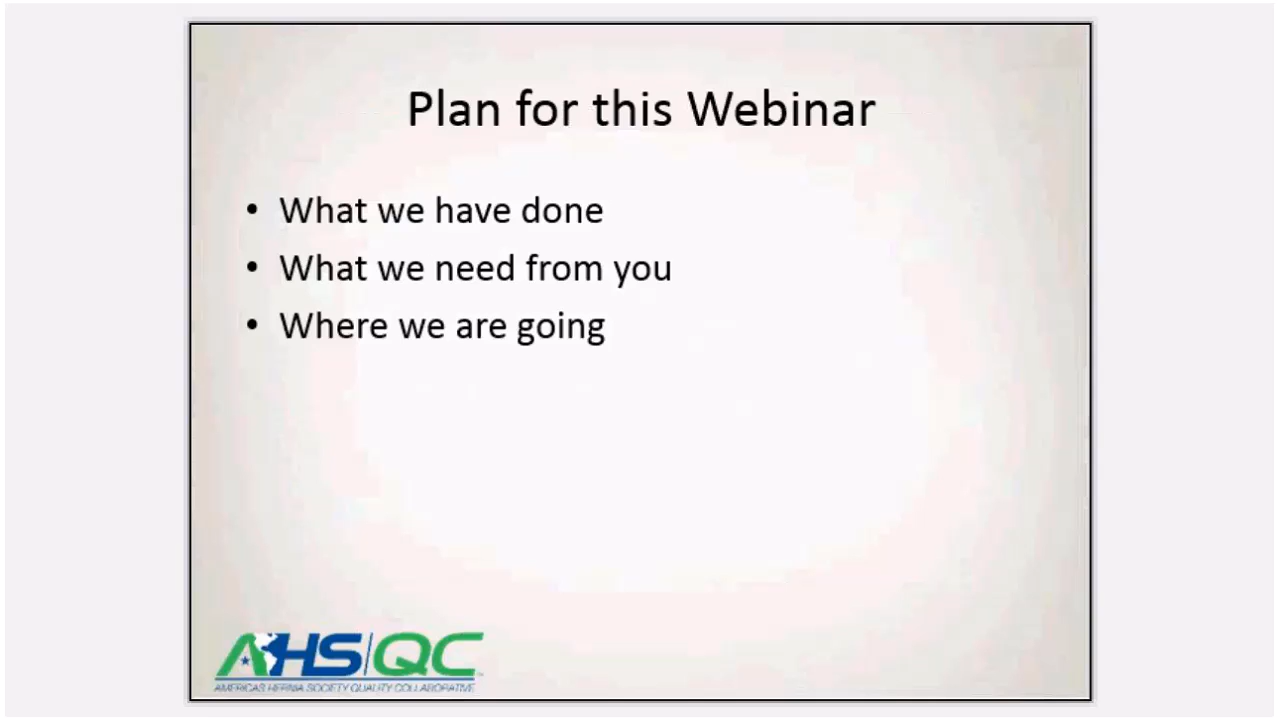 Plan for this Webinar
• What we have done
• What we need from you
• Where we are going
AHS|QC
AMERICAS HERNIA SOCIETY QUALITY COLLABORATIVE